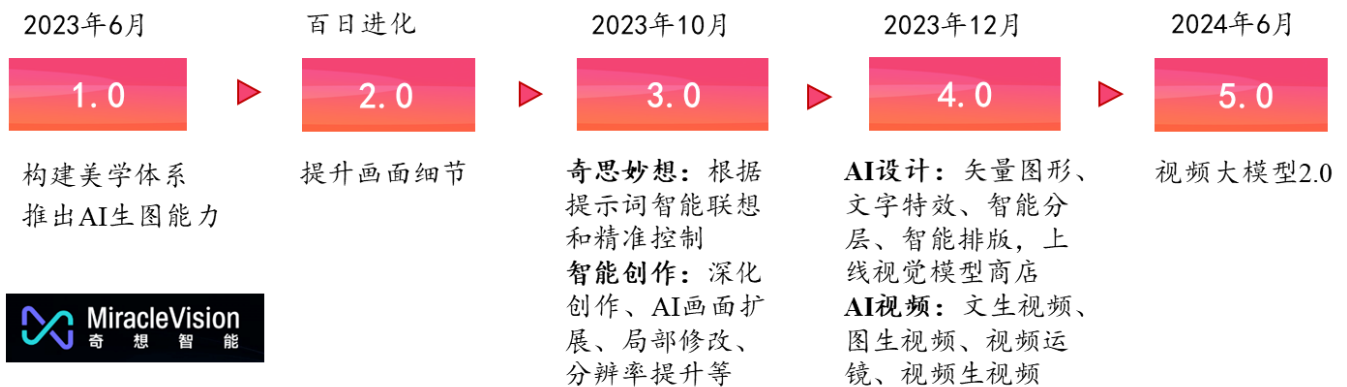 2023年6月
百日进化
2023年10月
2023年12月
2024年6月
1.0
2.0
3.0
4.0
5.0
构建美学体系
推出AI生图能力
提升画面细节
奇思妙想：根据
提示词智能联想
和精准控制
智能创作：深化
创作、AI画面扩
展、局部修改、
分辨率提升等
AI设计：矢量图形、
文字特效、智能分
层、智能排版，上
线视觉模型商店
AI视频：文生视频、
图生视频、视频运
镜、视频生视频
视频大模型2.0
MiracleVision
奇想智能